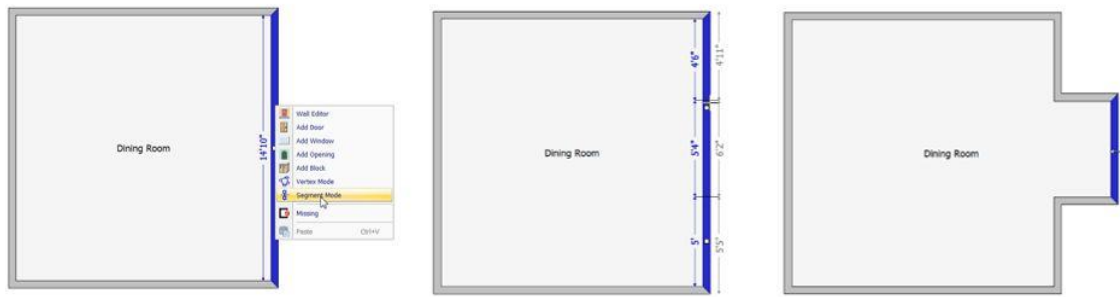 Dining Room
14'10"
Wall Editor
Add Door
Add Window
Add Opening
Add Block
Vertex Mode
Segment Mode
Missing
Paste Ctrl+V
Dining Room
4'6"
4'11"
5'4"
6'2"
5'
5'5"
Dining Room